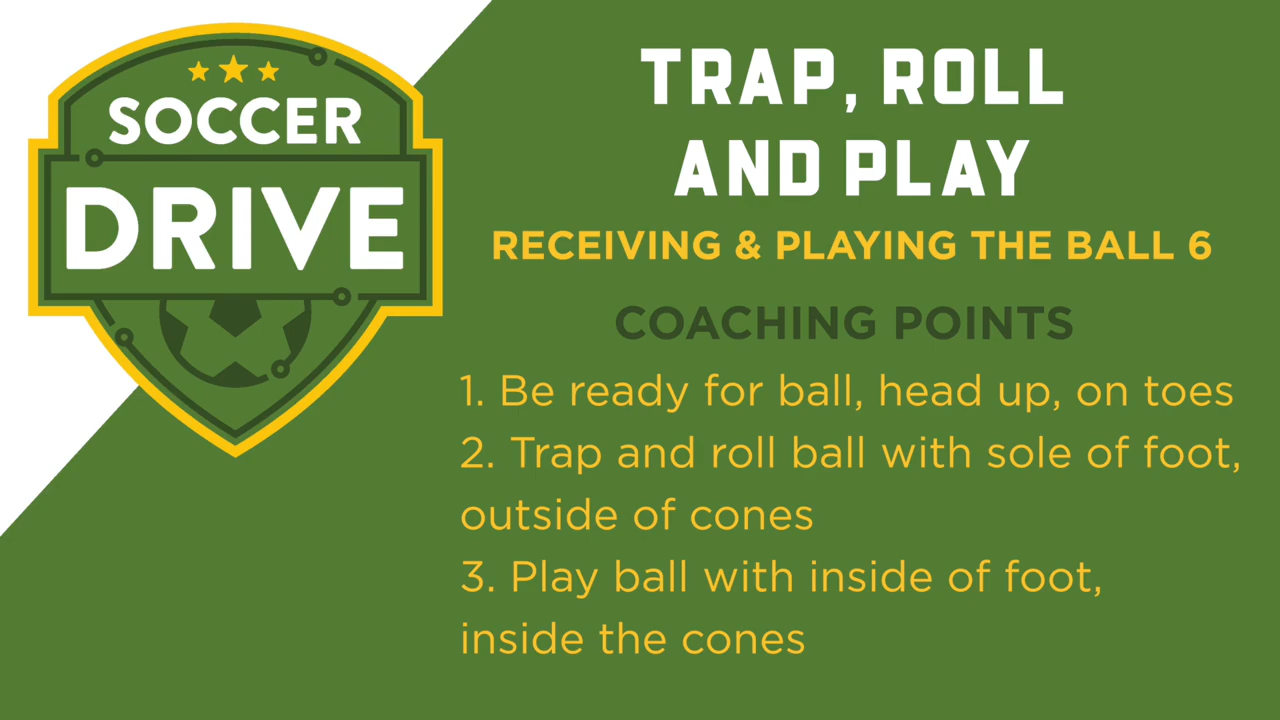 SOCCER
DRIVE
TRAP, ROLL
AND PLAY
RECEIVING & PLAYING THE BALL 6
COACHING POINTS
1. Be ready for ball, head up, on toes
2. Trap and roll ball with sole of foot,
outside of cones
3. Play ball with inside of foot,
inside the cones